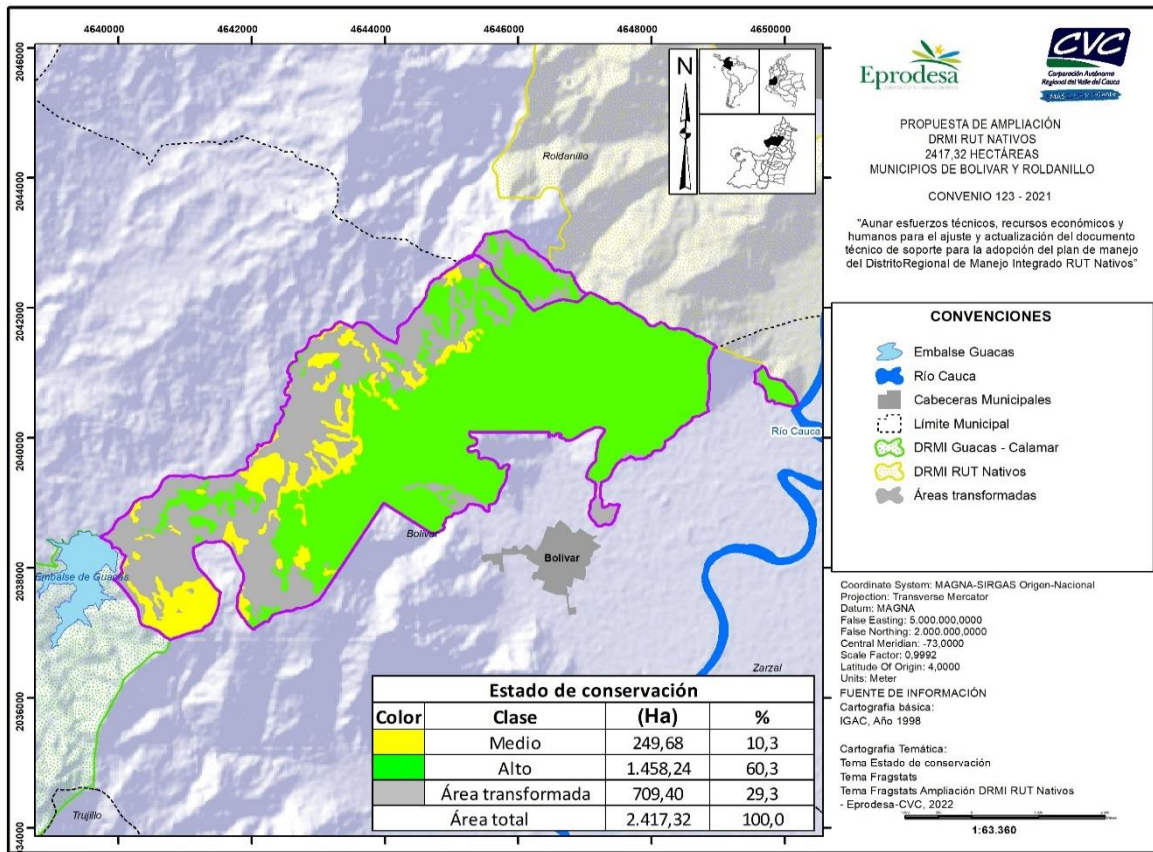 4640000 4642000 4644000 4646000 4648000 4650000
2046000
2044000
2042000
2040000
2038000
2036000
2034000
N
Roldanillo
Río Cauca
Bolívar
Bolívar
Embalse de Guacas
Zarzal
Trujillo
Estado de conservación
Color Clase (Ha) %
Medio 249,68 10,3
Alto 1.458,24 60,3
Área transformada 709,40 29,3
Área total 2.417,32 100,0
Eprodesa
CVC
Corporación Autónoma
Regional del Valle del Cauca
PROPUESTA DE AMPLIACIÓN
DRMI RUT NATIVOS
2417,32 HECTÁREAS
MUNICIPIOS DE BOLIVAR Y ROLDANILLO
CONVENIO 123 - 2021
"Aunar esfuerzos técnicos, recursos económicos y
humanos para el ajuste y actualización del documento
técnico de soporte para la adopción del plan de manejo
del DistritoRegional de Manejo Integrado RUT Nativos"
CONVENCIONES
Embalse Guacas
Río Cauca
Cabeceras Municipales
Límite Municipal
DRMI Guacas - Calamar
DRMI RUT Nativos
Áreas transformadas
Coordinate System: MAGNA-SIRGAS Origen-Nacional
Projection: Transverse Mercator
Datum: MAGNA
False Easting: 5.000.000,0000
False Northing: 2.000.000,0000
Central Meridian: -73,0000
Scale Factor: 0,9992
Latitude Of Origin: 4,0000
Units: Meter
FUENTE DE INFORMACIÓN
Cartografía básica:
IGAC, Año 1998
Cartografía Temática:
Tema Estado de conservación
Tema Fragstats
Tema Fragstats Ampliación DRMI RUT Nativos
- Eprodesa-CVC, 2022
1:63.360